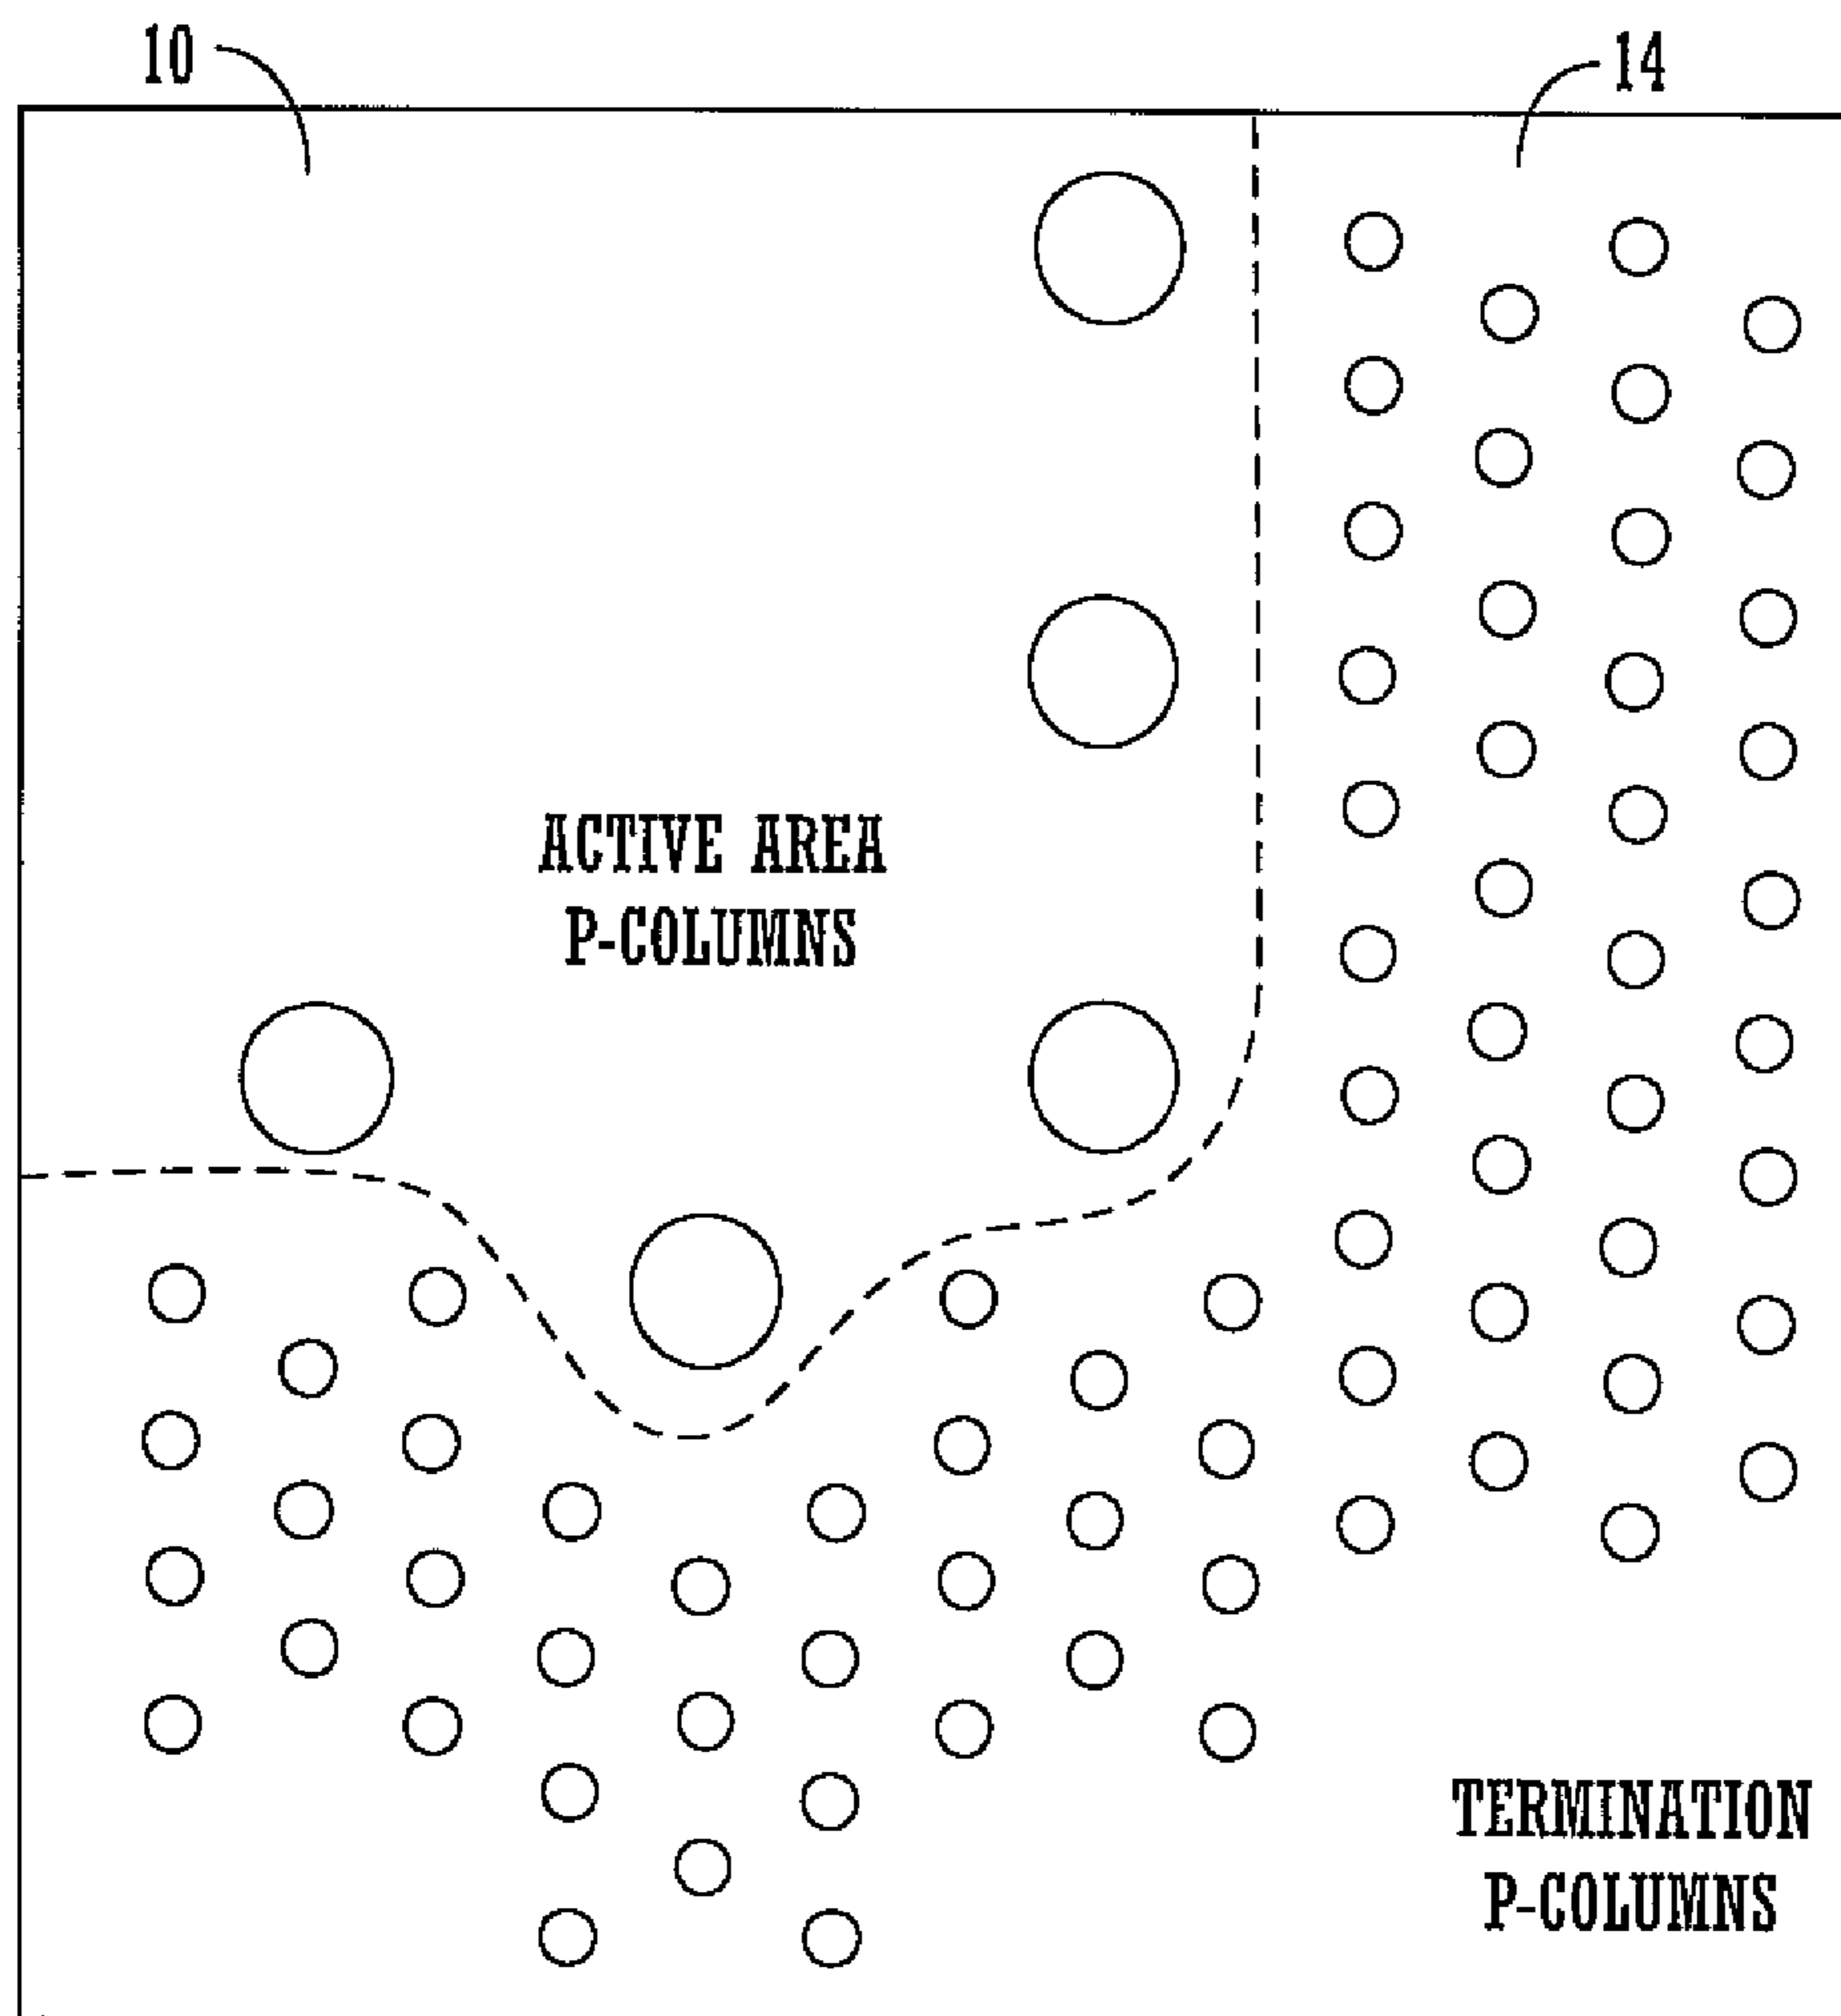 10
14
ACTIVE AREA
P-COLUMNS
TERMINATION
P-COLUMNS